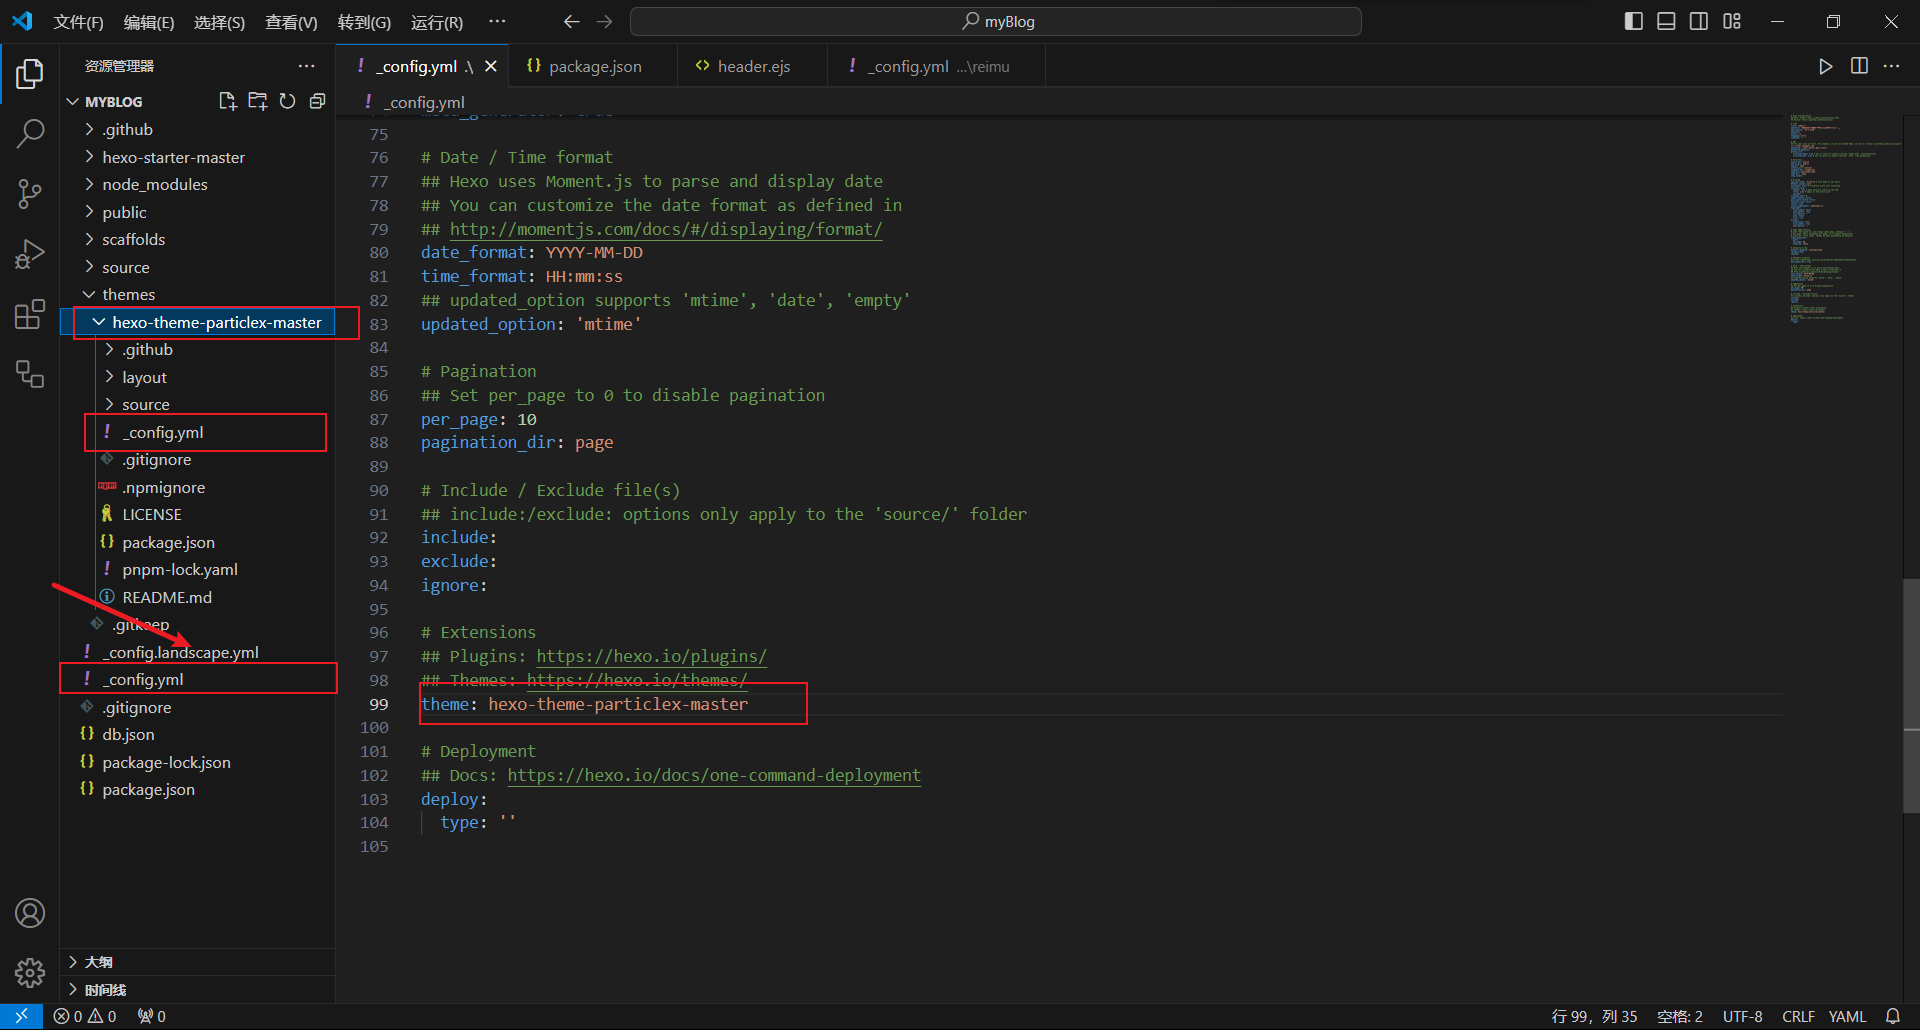 文件(F) 编辑(E) 选择(S) 查看(V) 转到(G) 运行(R) ···
myBlog
资源管理器
MYBLOG
.github
hexo-starter-master
node_modules
public
scaffolds
source
themes
hexo-theme-particlex-master
.github
layout
source
_config.yml
.gitignore
.npmignore
LICENSE
package.json
pnpm-lock.yaml
README.md
.gitkeep
_config.landscape.yml
_config.yml
.gitignore
db.json
package-lock.json
package.json
大纲
时间线
_config.yml .\
package.json
header.ejs
_config.yml ...\reimu
_config.yml
75
76 # Date / Time format
77 ## Hexo uses Moment.js to parse and display date
78 ## You can customize the date format as defined in
79 ## http://momentjs.com/docs/#/displaying/format/
80 date_format: YYYY-MM-DD
81 time_format: HH:mm:ss
82 ## updated_option supports 'mtime', 'date', 'empty'
83 updated_option: 'mtime'
84
85 # Pagination
86 ## Set per_page to 0 to disable pagination
87 per_page: 10
88 pagination_dir: page
89
90 # Include / Exclude file(s)
91 ## include:/exclude: options only apply to the 'source/' folder
92 include:
93 exclude:
94 ignore:
95
96 # Extensions
97 ## Plugins: https://hexo.io/plugins/
98 ## Themes: https://hexo.io/themes/
99 theme: hexo-theme-particlex-master
100
101 # Deployment
102 ## Docs: https://hexo.io/docs/one-command-deployment
103 deploy:
104 type: ''
105
0 0 0
行 99，列 35 空格: 2 UTF-8 CRLF YAML